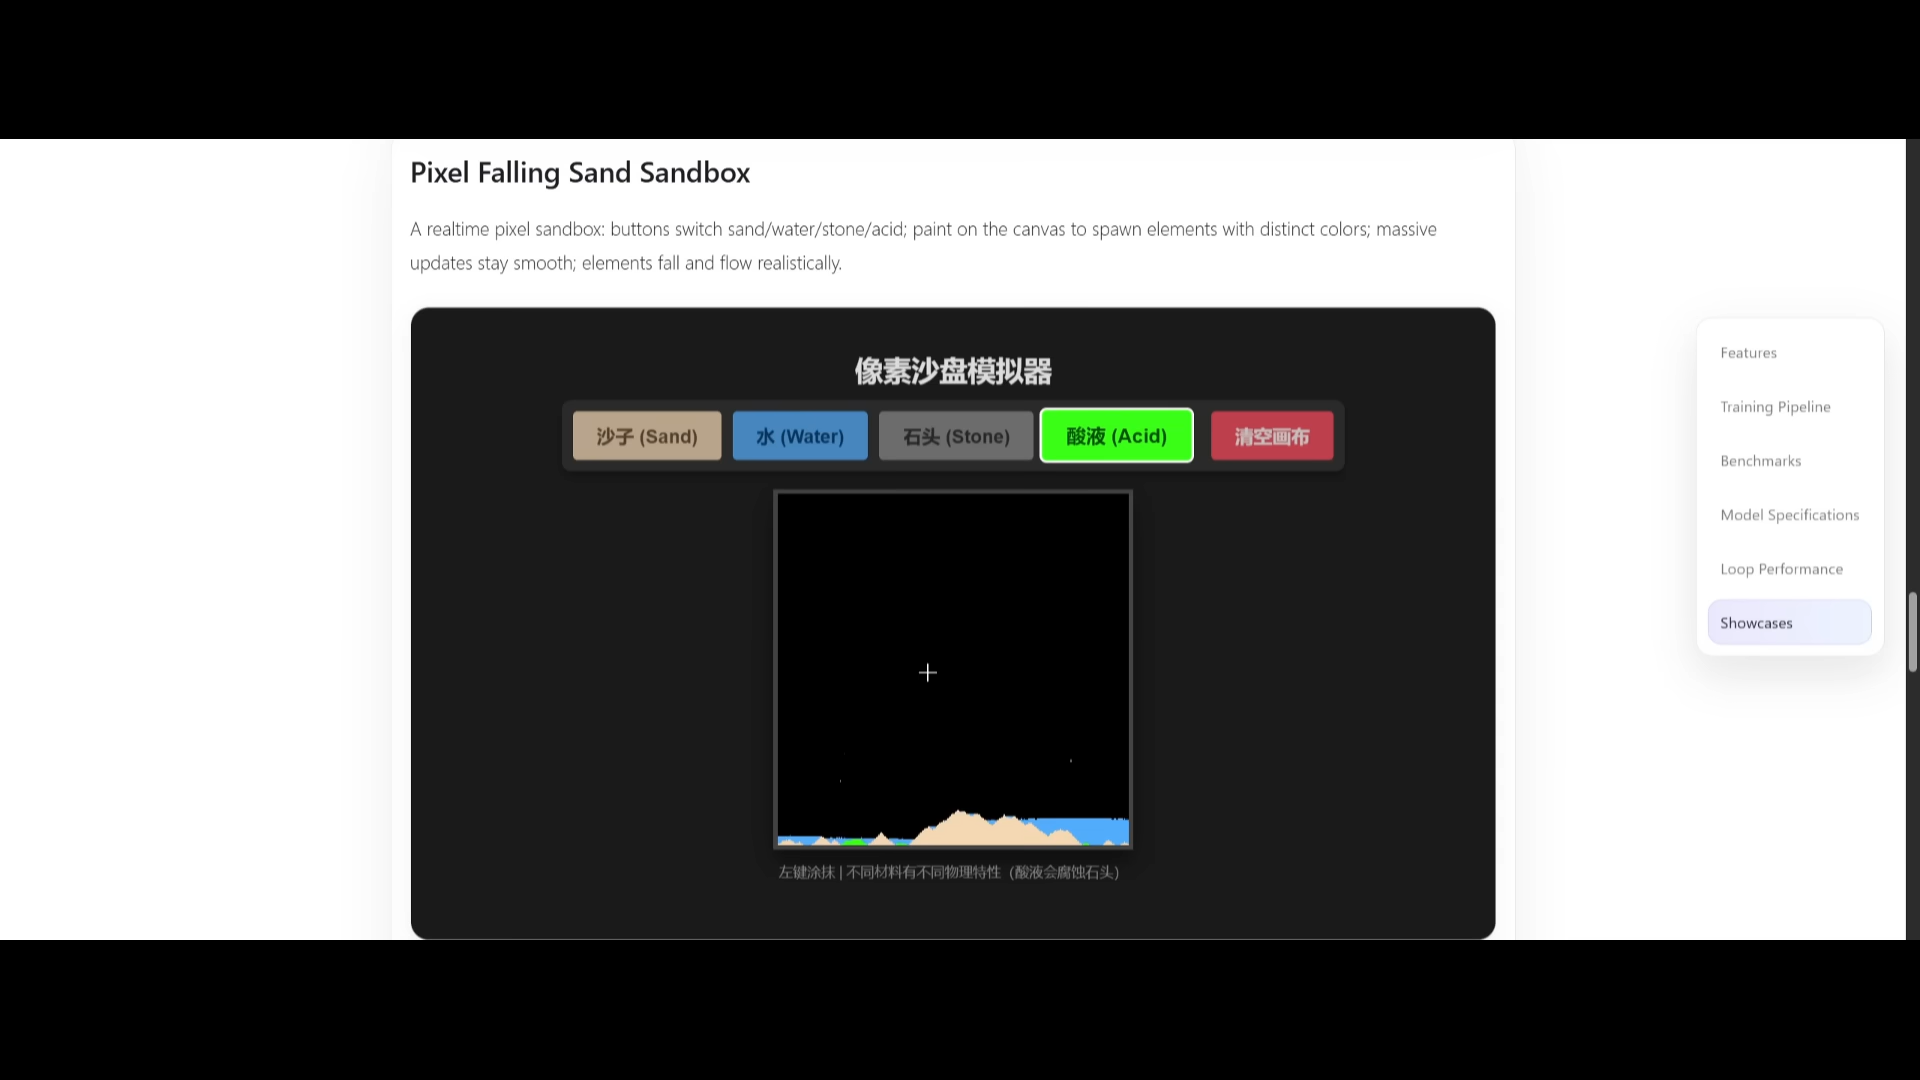 Pixel Falling Sand Sandbox
A realtime pixel sandbox: buttons switch sand/water/stone/acid; paint on the canvas to spawn elements with distinct colors; massive
updates stay smooth; elements fall and flow realistically.
像素沙盘模拟器
沙子 (Sand)
水 (Water)
石头 (Stone)
酸液 (Acid)
清空画布
左键涂抹 | 不同材料有不同物理特性 (酸液会腐蚀石头)
Features
Training Pipeline
Benchmarks
Model Specifications
Loop Performance
Showcases